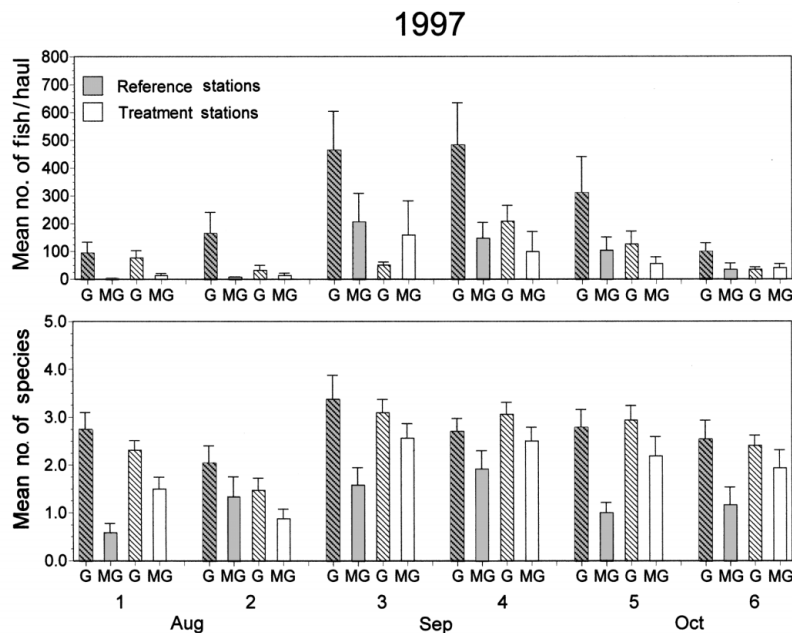 1997
Mean no. of fish/haul
800
700
600
500
400
300
200
100
0
Reference stations
Treatment stations
G MG G MG G MG G MG G MG G MG G MG G MG G MG G MG G MG G MG
Mean no. of species
5.0
4.0
3.0
2.0
1.0
0.0
G MG G MG G MG G MG G MG G MG G MG G MG G MG G MG G MG G MG
1 2 3 4 5 6
Aug Sep Oct